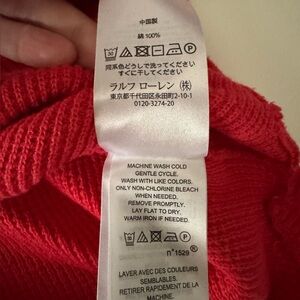 中国製
綿 100%
同系色どうしで洗ってください
すぐに干してください
ラルフ ローレン (株)
東京都千代田区永田町2-10-1
0120-3274-20
MACHINE WASH COLD
GENTLE CYCLE.
WASH WITH LIKE COLORS.
ONLY NON-CHLORINE BLEACH
WHEN NEEDED.
REMOVE PROMPTLY.
LAY FLAT TO DRY.
WARM IRON IF NEEDED.
n°1529®
LAVER AVEC DES COULEURS
SEMBLABLES.
RETIRER RAPIDEMENT DE LA
MACHINE.